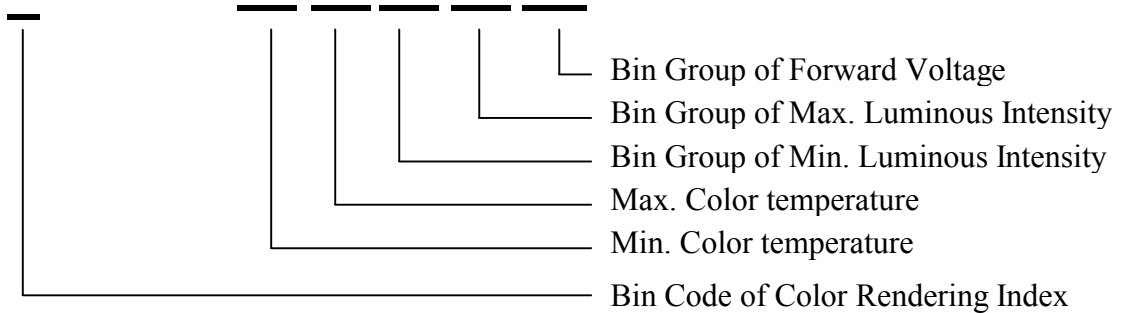 Bin Group of Forward Voltage
Bin Group of Max. Luminous Intensity
Bin Group of Min. Luminous Intensity
Max. Color temperature
Min. Color temperature
Bin Code of Color Rendering Index